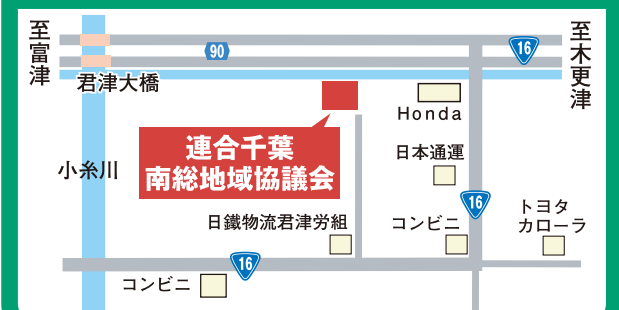 至富津
90
16
至木更津
君津大橋
Honda
連合千葉
南総地域協議会
日本通運
小糸川
16
トヨタ
カローラ
日鐵物流君津労組
コンビニ
16
コンビニ